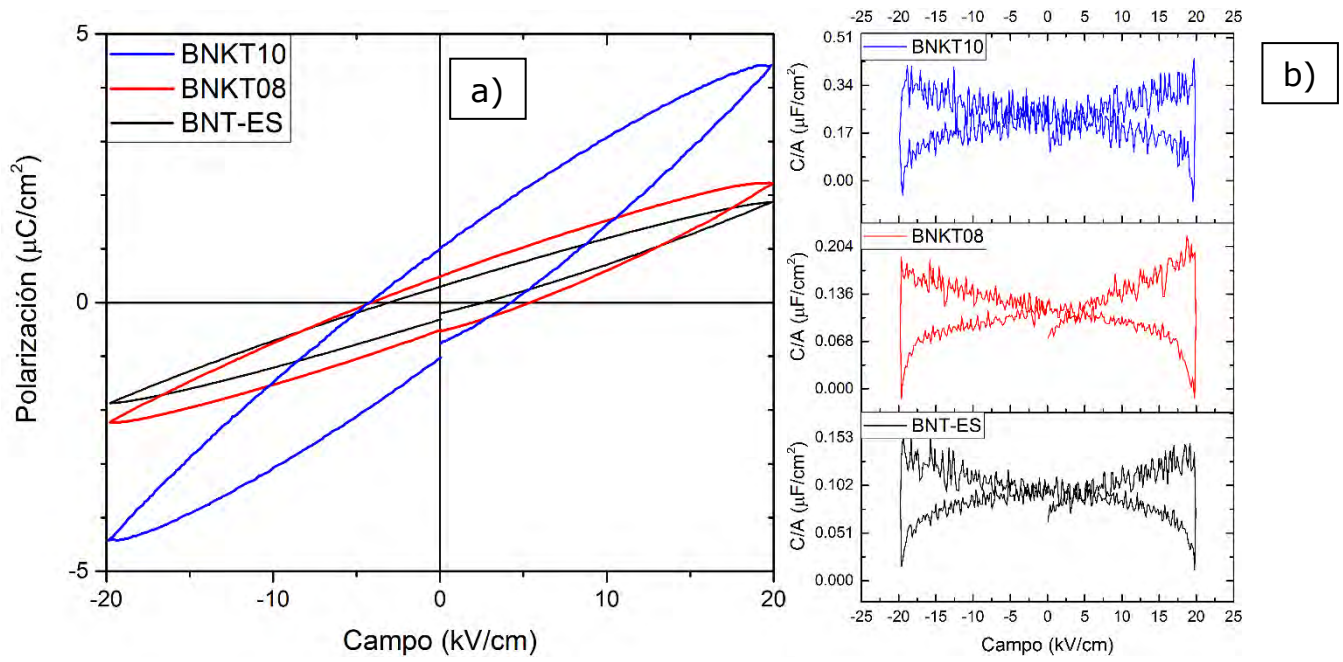 BNKT10
BNKT08
BNT-ES
a)
5
0
-5
Polarización (μC/cm²)
-20 -10 0 10 20
Campo (kV/cm)
-25 -20 -15 -10 -5 0 5 10 15 20 25
BNKT10
0.51
0.34
0.17
0.00
C/A (μF/cm²)
BNKT08
0.204
0.136
0.068
0.000
C/A (μF/cm²)
BNT-ES
0.153
0.102
0.051
0.000
C/A (μF/cm²)
-25 -20 -15 -10 -5 0 5 10 15 20 25
Campo (kV/cm)
b)